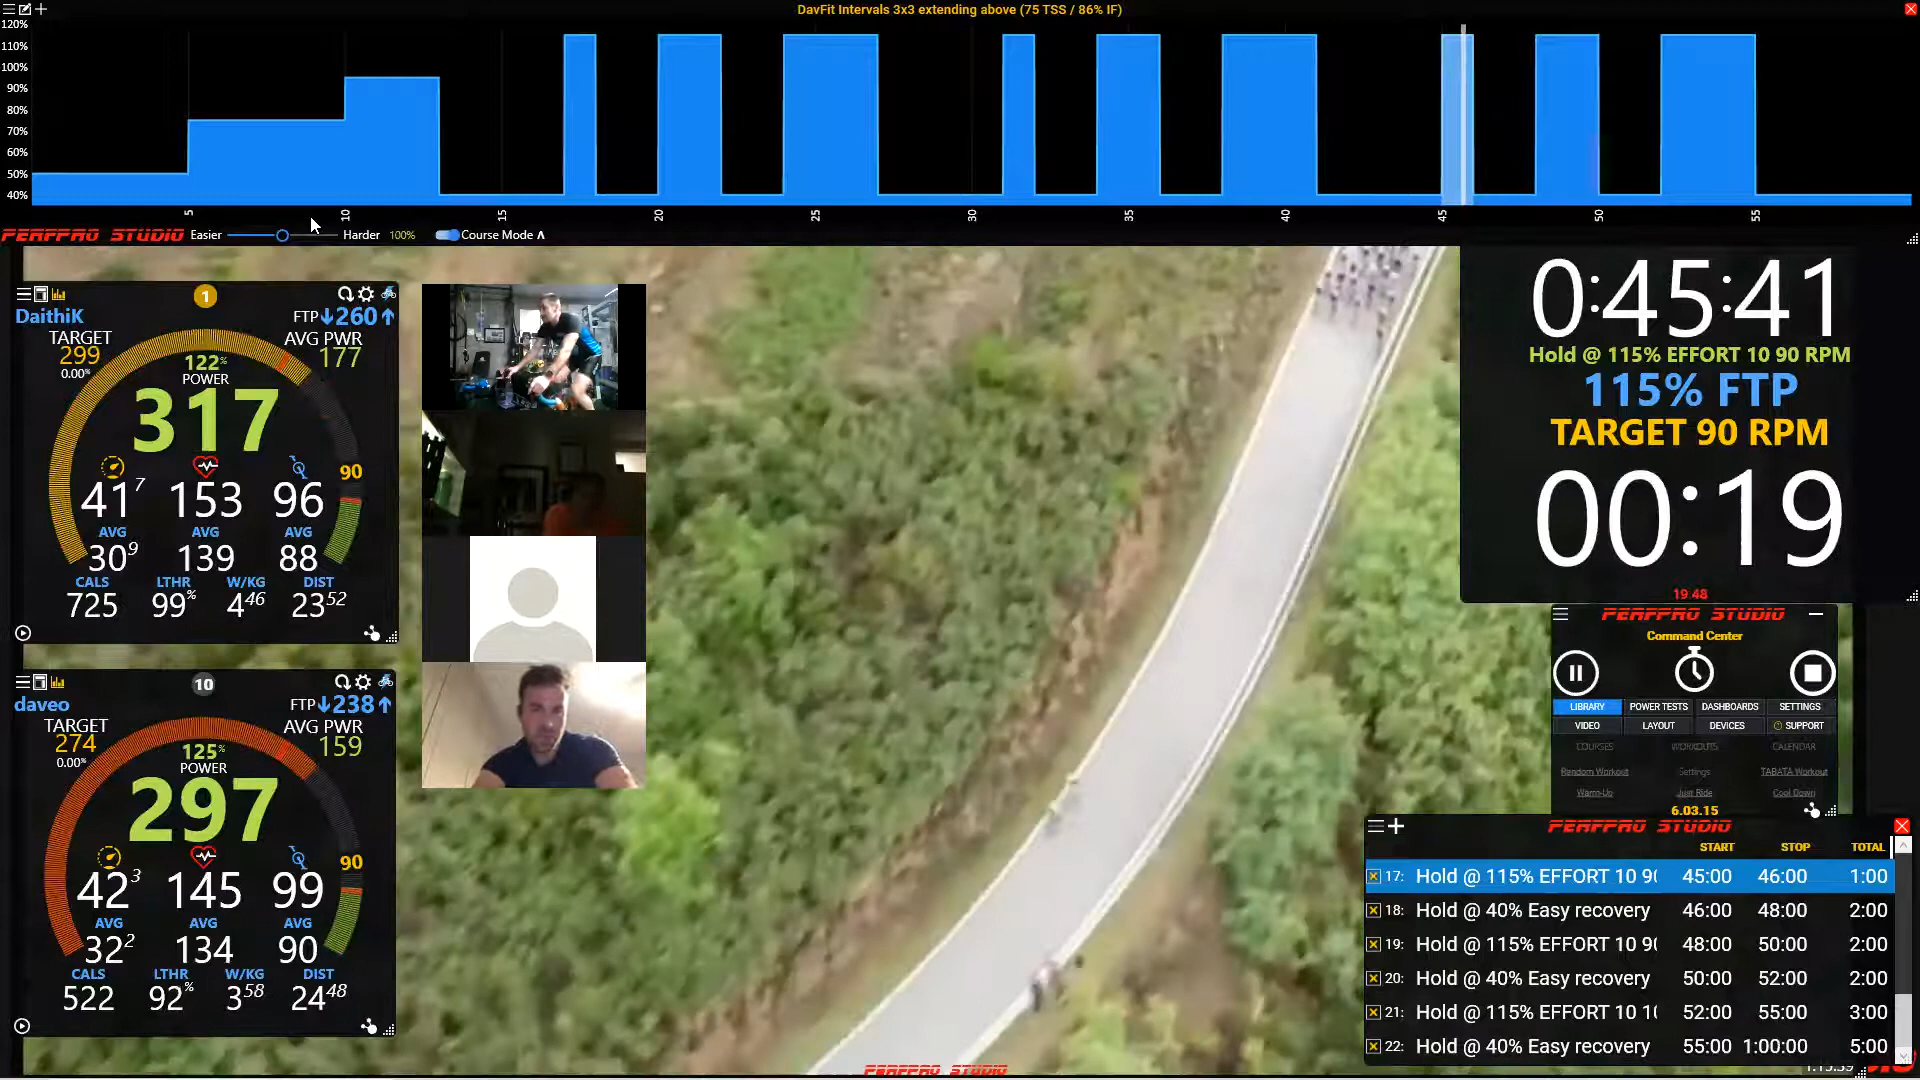 DavFit Intervals 3x3 extending above (75 TSS / 86% IF)
120%
110%
100%
90%
80%
70%
60%
50%
40%
5 10 15 20 25 30 35 40 45 50 55
PERFPRO STUDIO Easier Harder 100% Course Mode
1
DaithiK FTP 260
TARGET AVG PWR
299 177
0.00%
122%
POWER
317
90
41 7 153 96
AVG AVG AVG
30 9 139 88
CALS LTHR W/KG DIST
725 99% 4 46 23 52
10
daveo FTP 238
TARGET AVG PWR
274 159
0.00%
125%
POWER
297
90
42 3 145 99
AVG AVG AVG
32 2 134 90
CALS LTHR W/KG DIST
522 92% 3 58 24 48
0:45:41
Hold @ 115% EFFORT 10 90 RPM
115% FTP
TARGET 90 RPM
00:19
19:48
PERFPRO STUDIO
Command Center
LIBRARY POWER TESTS DASHBOARDS SETTINGS
VIDEO LAYOUT DEVICES SUPPORT
COURSES WORKOUTS CALENDAR
Random Workout Settings TABATA Workout
Warm-Up Just Ride Cool Down
6.03.15
PERFPRO STUDIO
START STOP TOTAL
17: Hold @ 115% EFFORT 10 90 45:00 46:00 1:00
18: Hold @ 40% Easy recovery 46:00 48:00 2:00
19: Hold @ 115% EFFORT 10 90 48:00 50:00 2:00
20: Hold @ 40% Easy recovery 50:00 52:00 2:00
21: Hold @ 115% EFFORT 10 10 52:00 55:00 3:00
22: Hold @ 40% Easy recovery 55:00 1:00:00 5:00
PERFPRO STUDIO